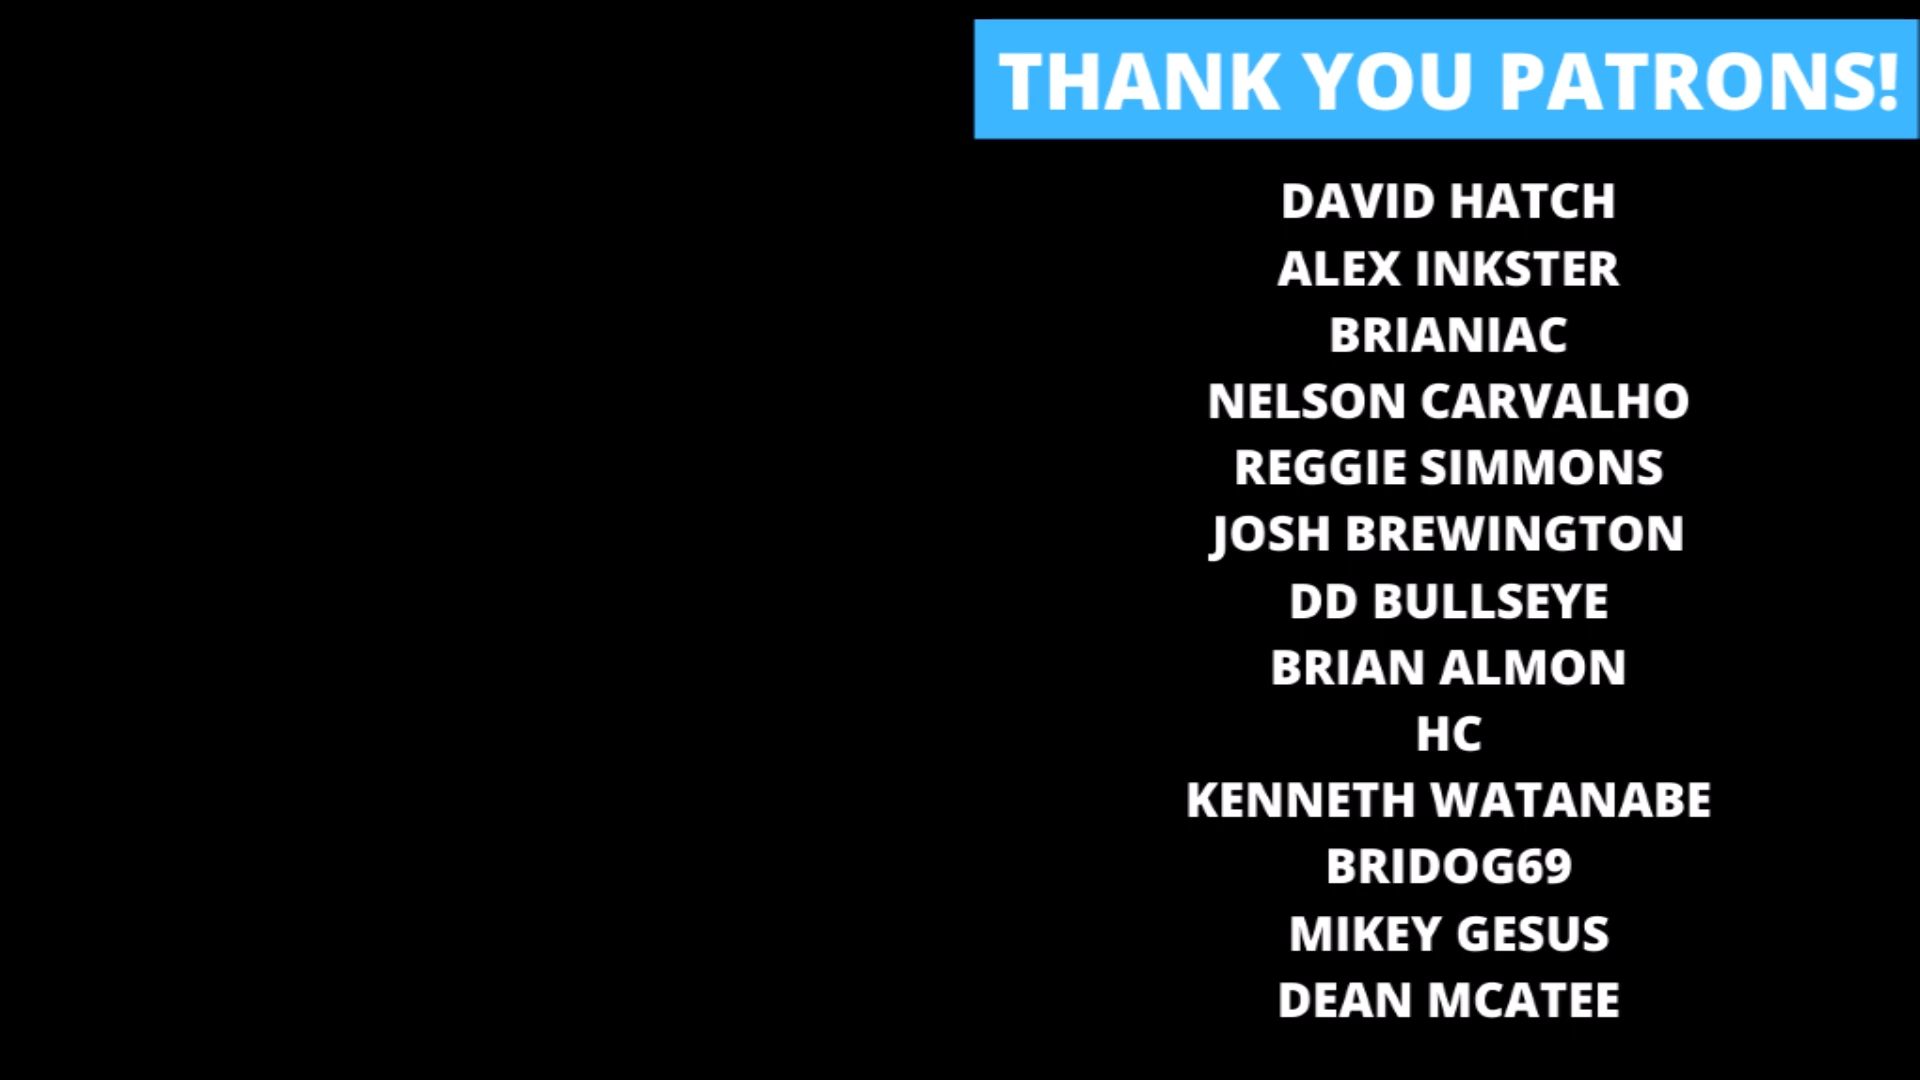 THANK YOU PATRONS!
DAVID HATCH
ALEX INKSTER
BRIANIAC
NELSON CARVALHO
REGGIE SIMMONS
JOSH BREWINGTON
DD BULLSEYE
BRIAN ALMON
HC
KENNETH WATANABE
BRIDOG69
MIKEY GESUS
DEAN MCATEE